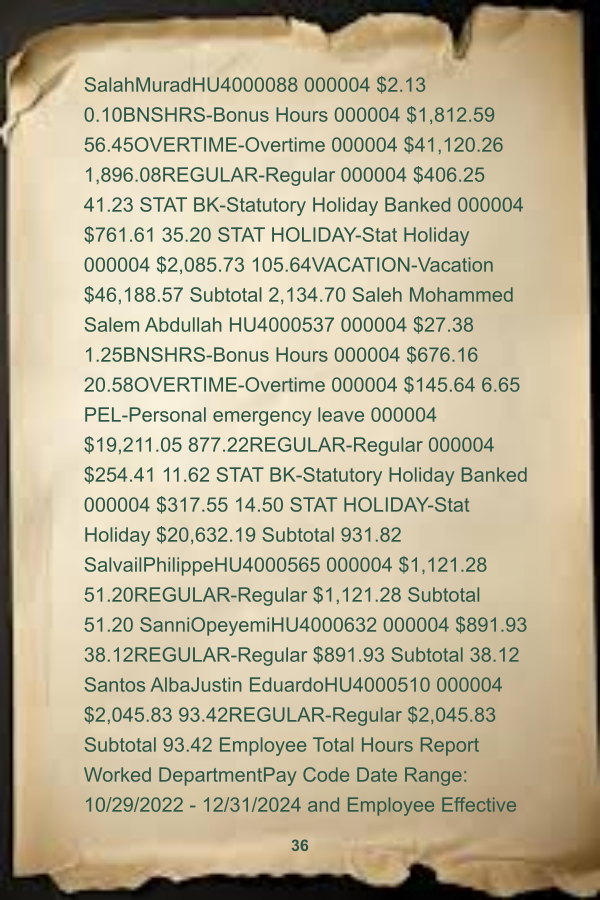 SalahMuradHU4000088 000004 $2.13
0.10BNSHRS-Bonus Hours 000004 $1,812.59
56.45OVERTIME-Overtime 000004 $41,120.26
1,896.08REGULAR-Regular 000004 $406.25
41.23 STAT BK-Statutory Holiday Banked 000004
$761.61 35.20 STAT HOLIDAY-Stat Holiday
000004 $2,085.73 105.64VACATION-Vacation
$46,188.57 Subtotal 2,134.70 Saleh Mohammed
Salem Abdullah HU4000537 000004 $27.38
1.25BNSHRS-Bonus Hours 000004 $676.16
20.58OVERTIME-Overtime 000004 $145.64 6.65
PEL-Personal emergency leave 000004
$19,211.05 877.22REGULAR-Regular 000004
$254.41 11.62 STAT BK-Statutory Holiday Banked
000004 $317.55 14.50 STAT HOLIDAY-Stat
Holiday $20,632.19 Subtotal 931.82
SalvailPhilippeHU4000565 000004 $1,121.28
51.20REGULAR-Regular $1,121.28 Subtotal
51.20 SanniOpeyemiHU4000632 000004 $891.93
38.12REGULAR-Regular $891.93 Subtotal 38.12
Santos AlbaJustin EduardoHU4000510 000004
$2,045.83 93.42REGULAR-Regular $2,045.83
Subtotal 93.42 Employee Total Hours Report
Worked DepartmentPay Code Date Range:
10/29/2022 - 12/31/2024 and Employee Effective
36